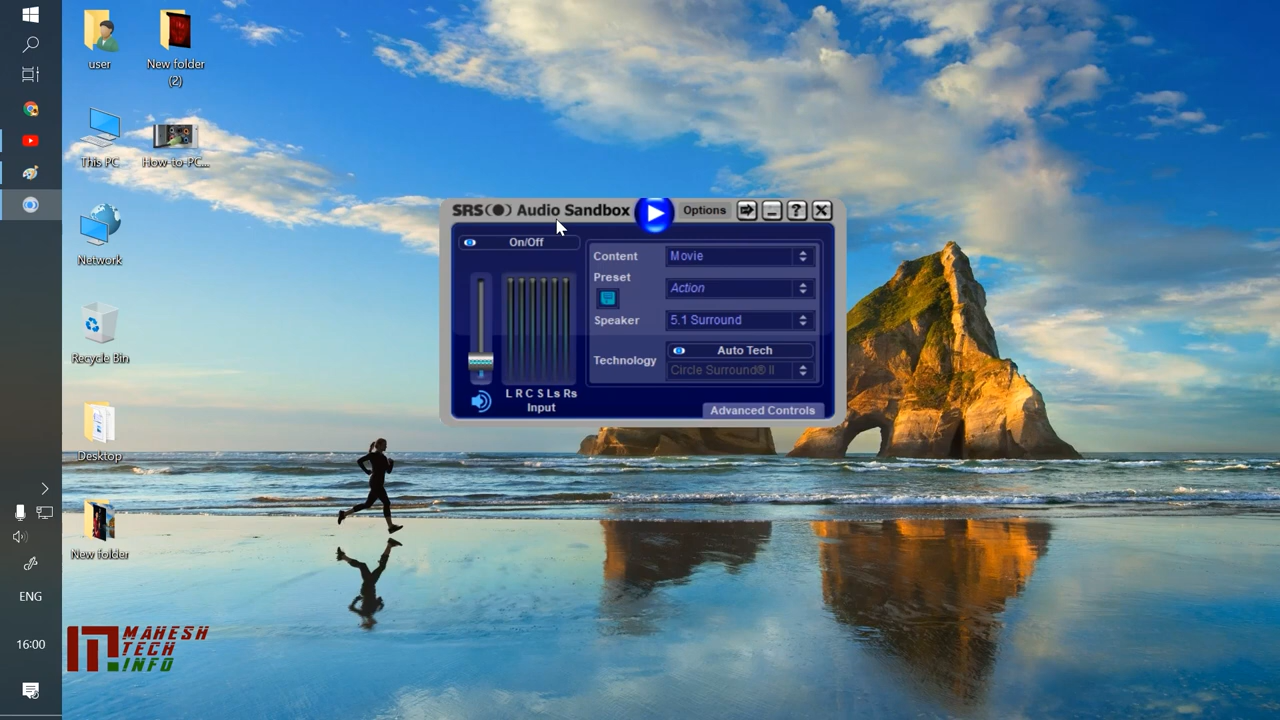 user
New folder
(2)
This PC
How-to-PC...
Network
Recycle Bin
Desktop
New folder
SRS Audio Sandbox
Options
?
On/Off
Content
Movie
Preset
Action
Speaker
5.1 Surround
Technology
Auto Tech
Circle Surround® II
L R C S Ls Rs
Input
Advanced Controls
ENG
16:00
MAHESH
TECH
INFO